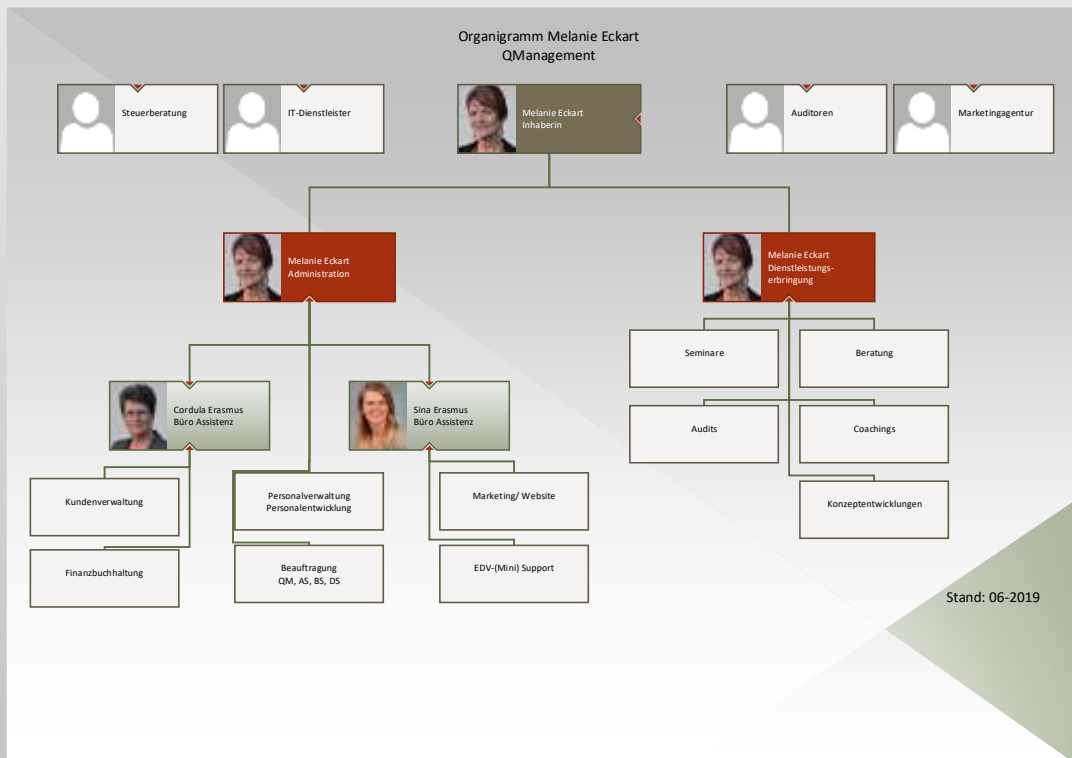 Organigramm Melanie Eckart
QManagement
Steuerberatung
IT-Dienstleister
Melanie Eckart
Inhaberin
Auditoren
Marketingagentur
Melanie Eckart
Administration
Melanie Eckart
Dienstleistungs-
erbringung
Seminare
Beratung
Cordula Erasmus
Büro Assistenz
Sina Erasmus
Büro Assistenz
Audits
Coachings
Kundenverwaltung
Personalverwaltung
Personalentwicklung
Marketing/ Website
Konzeptentwicklungen
Finanzbuchhaltung
Beauftragung
QM, AS, BS, DS
EDV-(Mini) Support
Stand: 06-2019